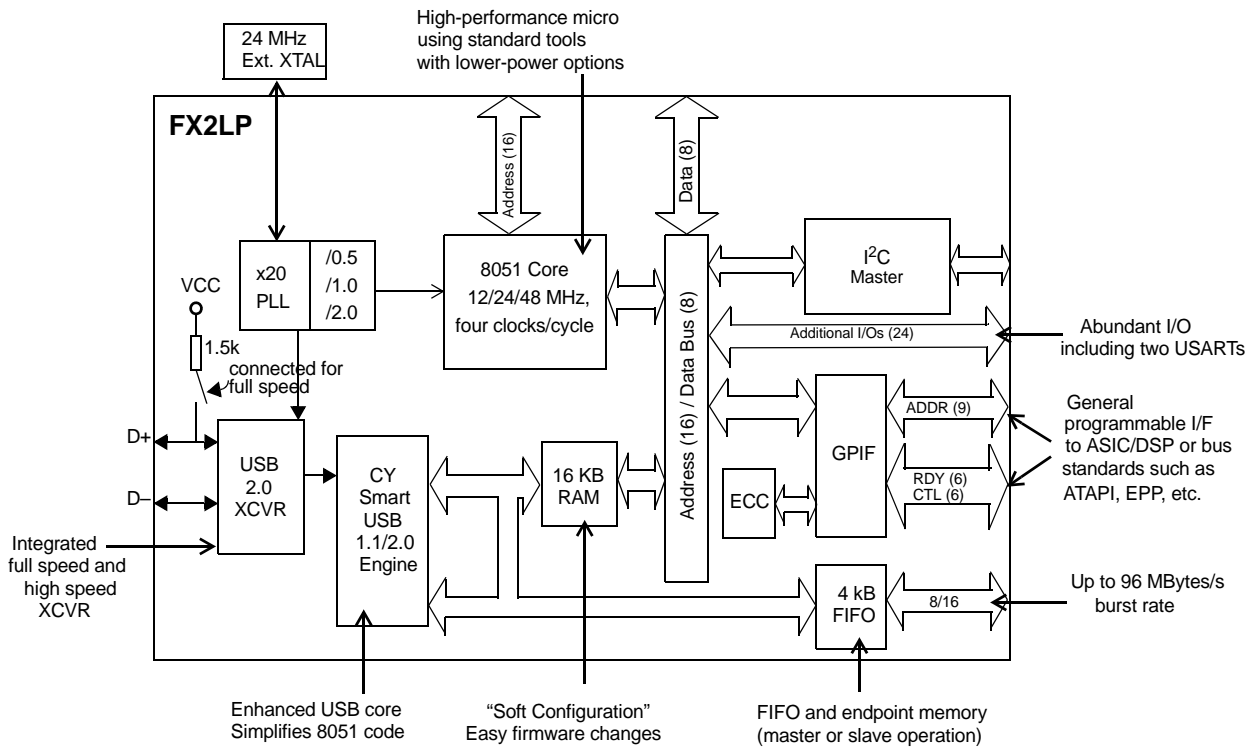 High-performance micro
using standard tools
with lower-power options
24 MHz
Ext. XTAL
FX2LP
Address (16)
Data (8)
x20
PLL
/0.5
/1.0
/2.0
8051 Core
12/24/48 MHz,
four clocks/cycle
I²C
Master
VCC
1.5k
connected for
full speed
Address (16) / Data Bus (8)
Additional I/Os (24)
Abundant I/O
including two USARTs
ADDR (9)
GPIF
RDY (6)
CTL (6)
General
programmable I/F
to ASIC/DSP or bus
standards such as
ATAPI, EPP, etc.
D+
D–
USB
2.0
XCVR
CY
Smart
USB
1.1/2.0
Engine
16 KB
RAM
ECC
Integrated
full speed and
high speed
XCVR
4 kB
FIFO
8/16
Up to 96 MBytes/s
burst rate
Enhanced USB core
Simplifies 8051 code
“Soft Configuration”
Easy firmware changes
FIFO and endpoint memory
(master or slave operation)